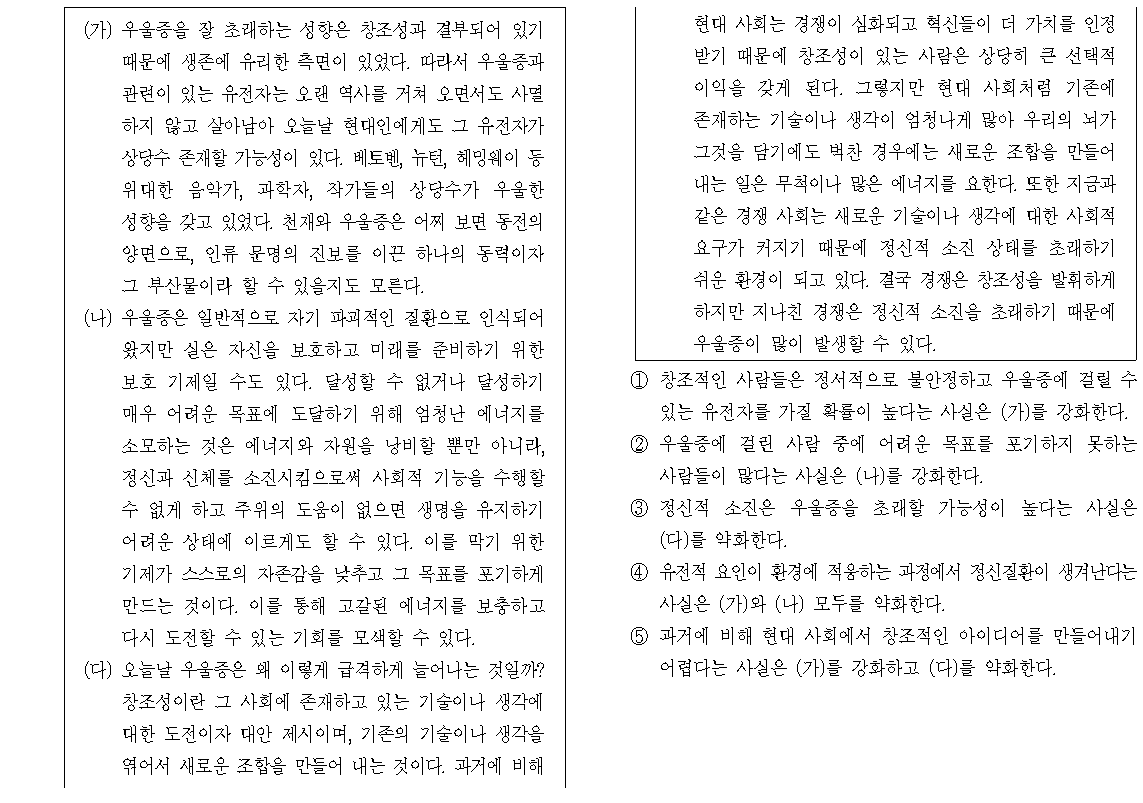 (가) 우울증을 잘 초래하는 성향은 창조성과 결부되어 있기
때문에 생존에 유리한 측면이 있었다. 따라서 우울증과
관련이 있는 유전자는 오랜 역사를 거쳐 오면서도 사멸
하지 않고 살아남아 오늘날 현대인에게도 그 유전자가
상당수 존재할 가능성이 있다. 베토벤, 뉴턴, 헤밍웨이 등
위대한 음악가, 과학자, 작가들의 상당수가 우울한
성향을 갖고 있었다. 천재와 우울증은 어찌 보면 동전의
양면으로, 인류 문명의 진보를 이끈 하나의 동력이자
그 부산물이라 할 수 있을지도 모른다.
(나) 우울증은 일반적으로 자기 파괴적인 질환으로 인식되어
왔지만 실은 자신을 보호하고 미래를 준비하기 위한
보호 기제일 수도 있다. 달성할 수 없거나 달성하기
매우 어려운 목표에 도달하기 위해 엄청난 에너지를
소모하는 것은 에너지와 자원을 낭비할 뿐만 아니라,
정신과 신체를 소진시킴으로써 사회적 기능을 수행할
수 없게 하고 주위의 도움이 없으면 생명을 유지하기
어려운 상태에 이르게도 할 수 있다. 이를 막기 위한
기제가 스스로의 자존감을 낮추고 그 목표를 포기하게
만드는 것이다. 이를 통해 고갈된 에너지를 보충하고
다시 도전할 수 있는 기회를 모색할 수 있다.
(다) 오늘날 우울증은 왜 이렇게 급격하게 늘어나는 것일까?
창조성이란 그 사회에 존재하고 있는 기술이나 생각에
대한 도전이자 대안 제시이며, 기존의 기술이나 생각을
엮어서 새로운 조합을 만들어 내는 것이다. 과거에 비해
현대 사회는 경쟁이 심화되고 혁신들이 더 가치를 인정
받기 때문에 창조성이 있는 사람은 상당히 큰 선택적
이익을 갖게 된다. 그렇지만 현대 사회처럼 기존에
존재하는 기술이나 생각이 엄청나게 많아 우리의 뇌가
그것을 담기에도 벅찬 경우에는 새로운 조합을 만들어
내는 일은 무척이나 많은 에너지를 요한다. 또한 지금과
같은 경쟁 사회는 새로운 기술이나 생각에 대한 사회적
요구가 커지기 때문에 정신적 소진 상태를 초래하기
쉬운 환경이 되고 있다. 결국 경쟁은 창조성을 발휘하게
하지만 지나친 경쟁은 정신적 소진을 초래하기 때문에
우울증이 많이 발생할 수 있다.
① 창조적인 사람들은 정서적으로 불안정하고 우울증에 걸릴 수
있는 유전자를 가질 확률이 높다는 사실은 (가)를 강화한다.
② 우울증에 걸린 사람 중에 어려운 목표를 포기하지 못하는
사람들이 많다는 사실은 (나)를 강화한다.
③ 정신적 소진은 우울증을 초래할 가능성이 높다는 사실은
(다)를 약화한다.
④ 유전적 요인이 환경에 적응하는 과정에서 정신질환이 생겨난다는
사실은 (가)와 (나) 모두를 약화한다.
⑤ 과거에 비해 현대 사회에서 창조적인 아이디어를 만들어내기
어렵다는 사실은 (가)를 강화하고 (다)를 약화한다.